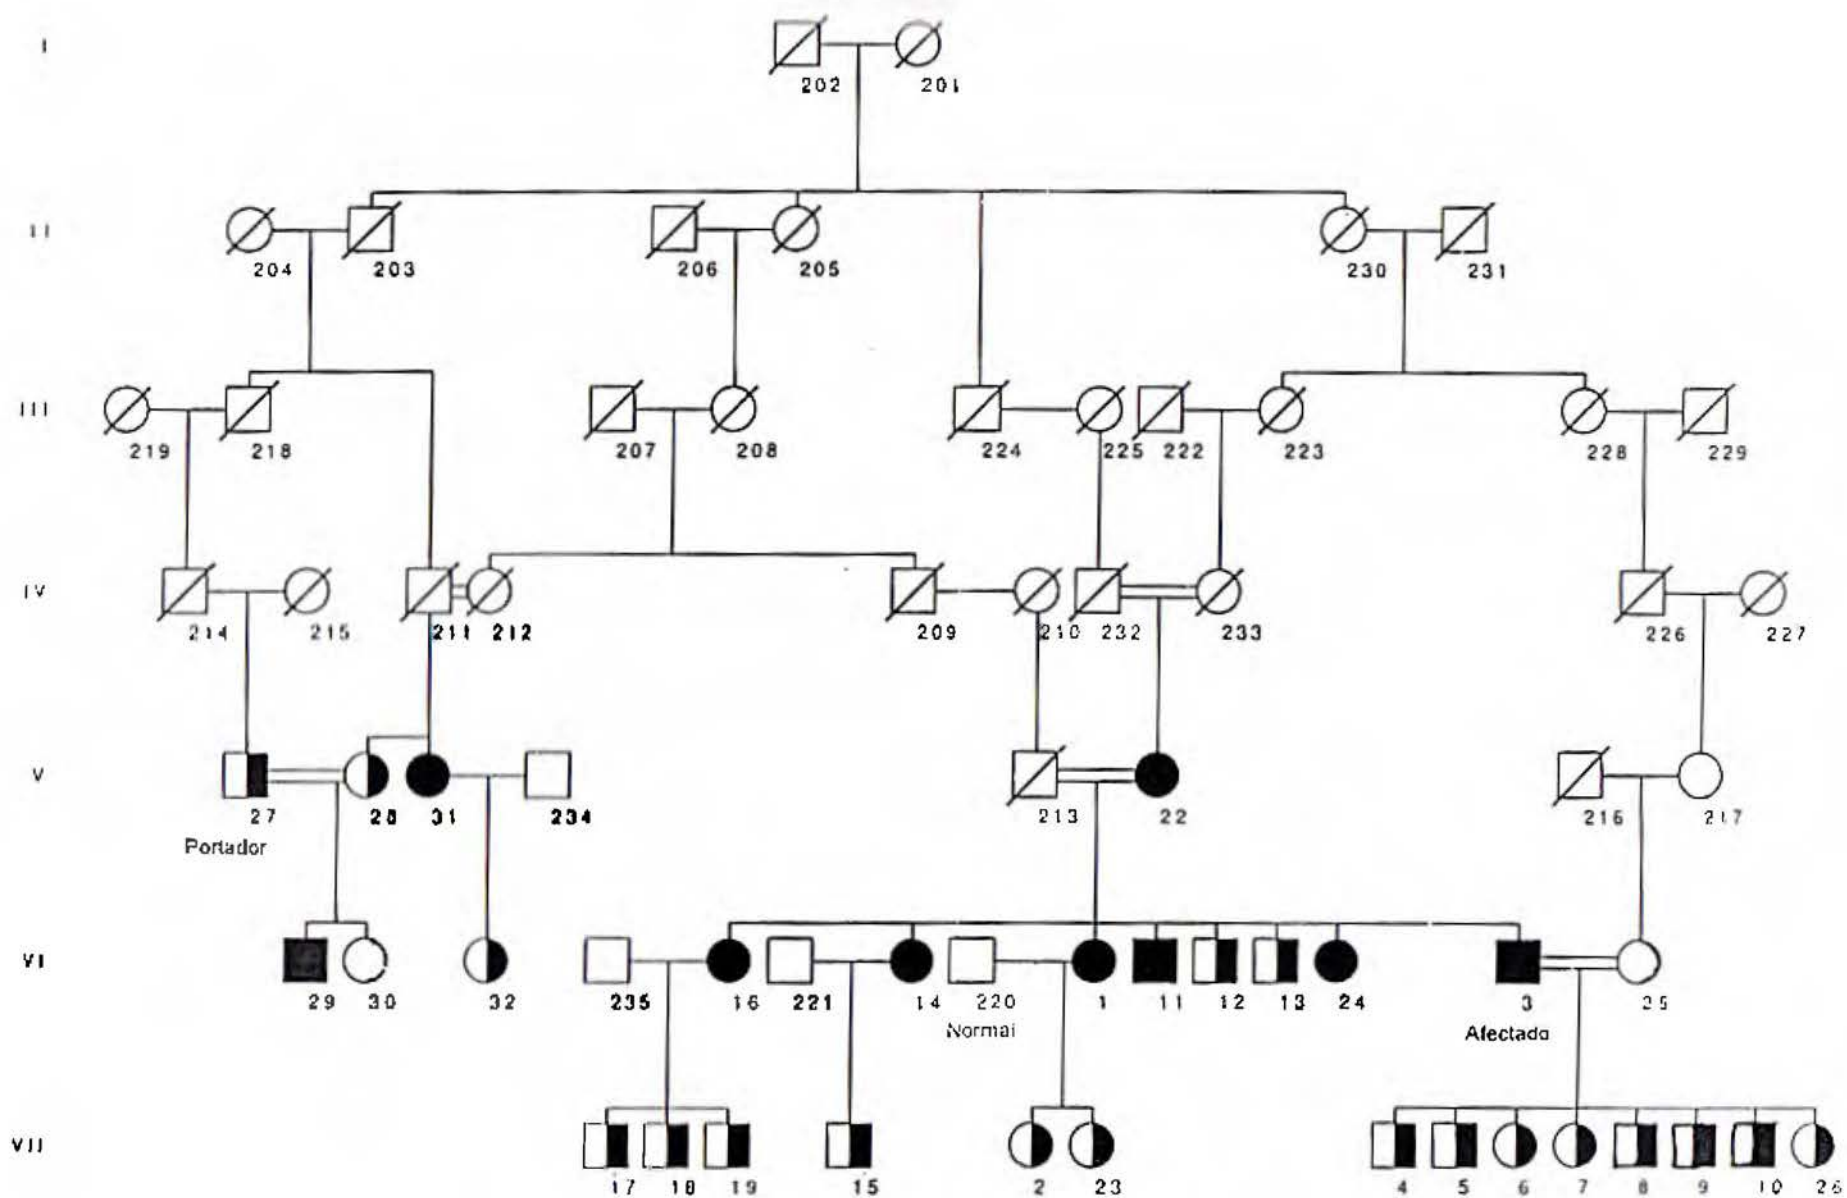 I
202 201
II
204 203 206 205 230 231
III
219 218 207 208 224 225 222 223 228 229
IV
214 215 211 212 209 210 232 233 226 227
V
27 28 31 234 213 22 216 217
Portador
VI
29 30 32 235 16 221 14 220 1 11 12 13 24 3 25
Normal Afectado
VII
17 18 19 15 2 23 4 5 6 7 8 9 10 26